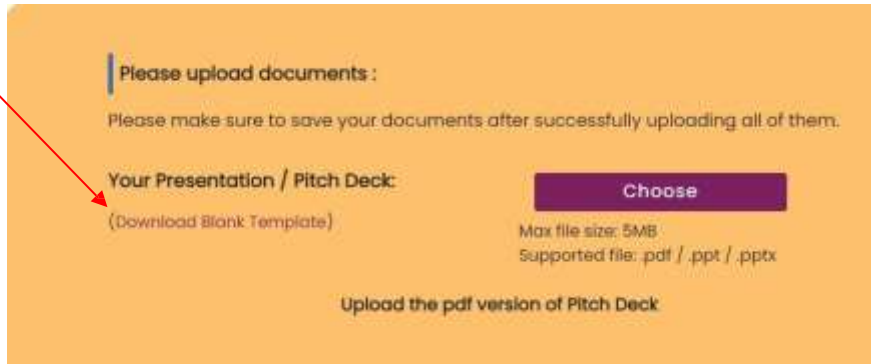 Please upload documents :
Please make sure to save your documents after successfully uploading all of them.
Your Presentation / Pitch Deck:
Choose
(Download Blank Template)
Max file size: 5MB
Supported file: .pdf / .ppt / .pptx
Upload the pdf version of Pitch Deck